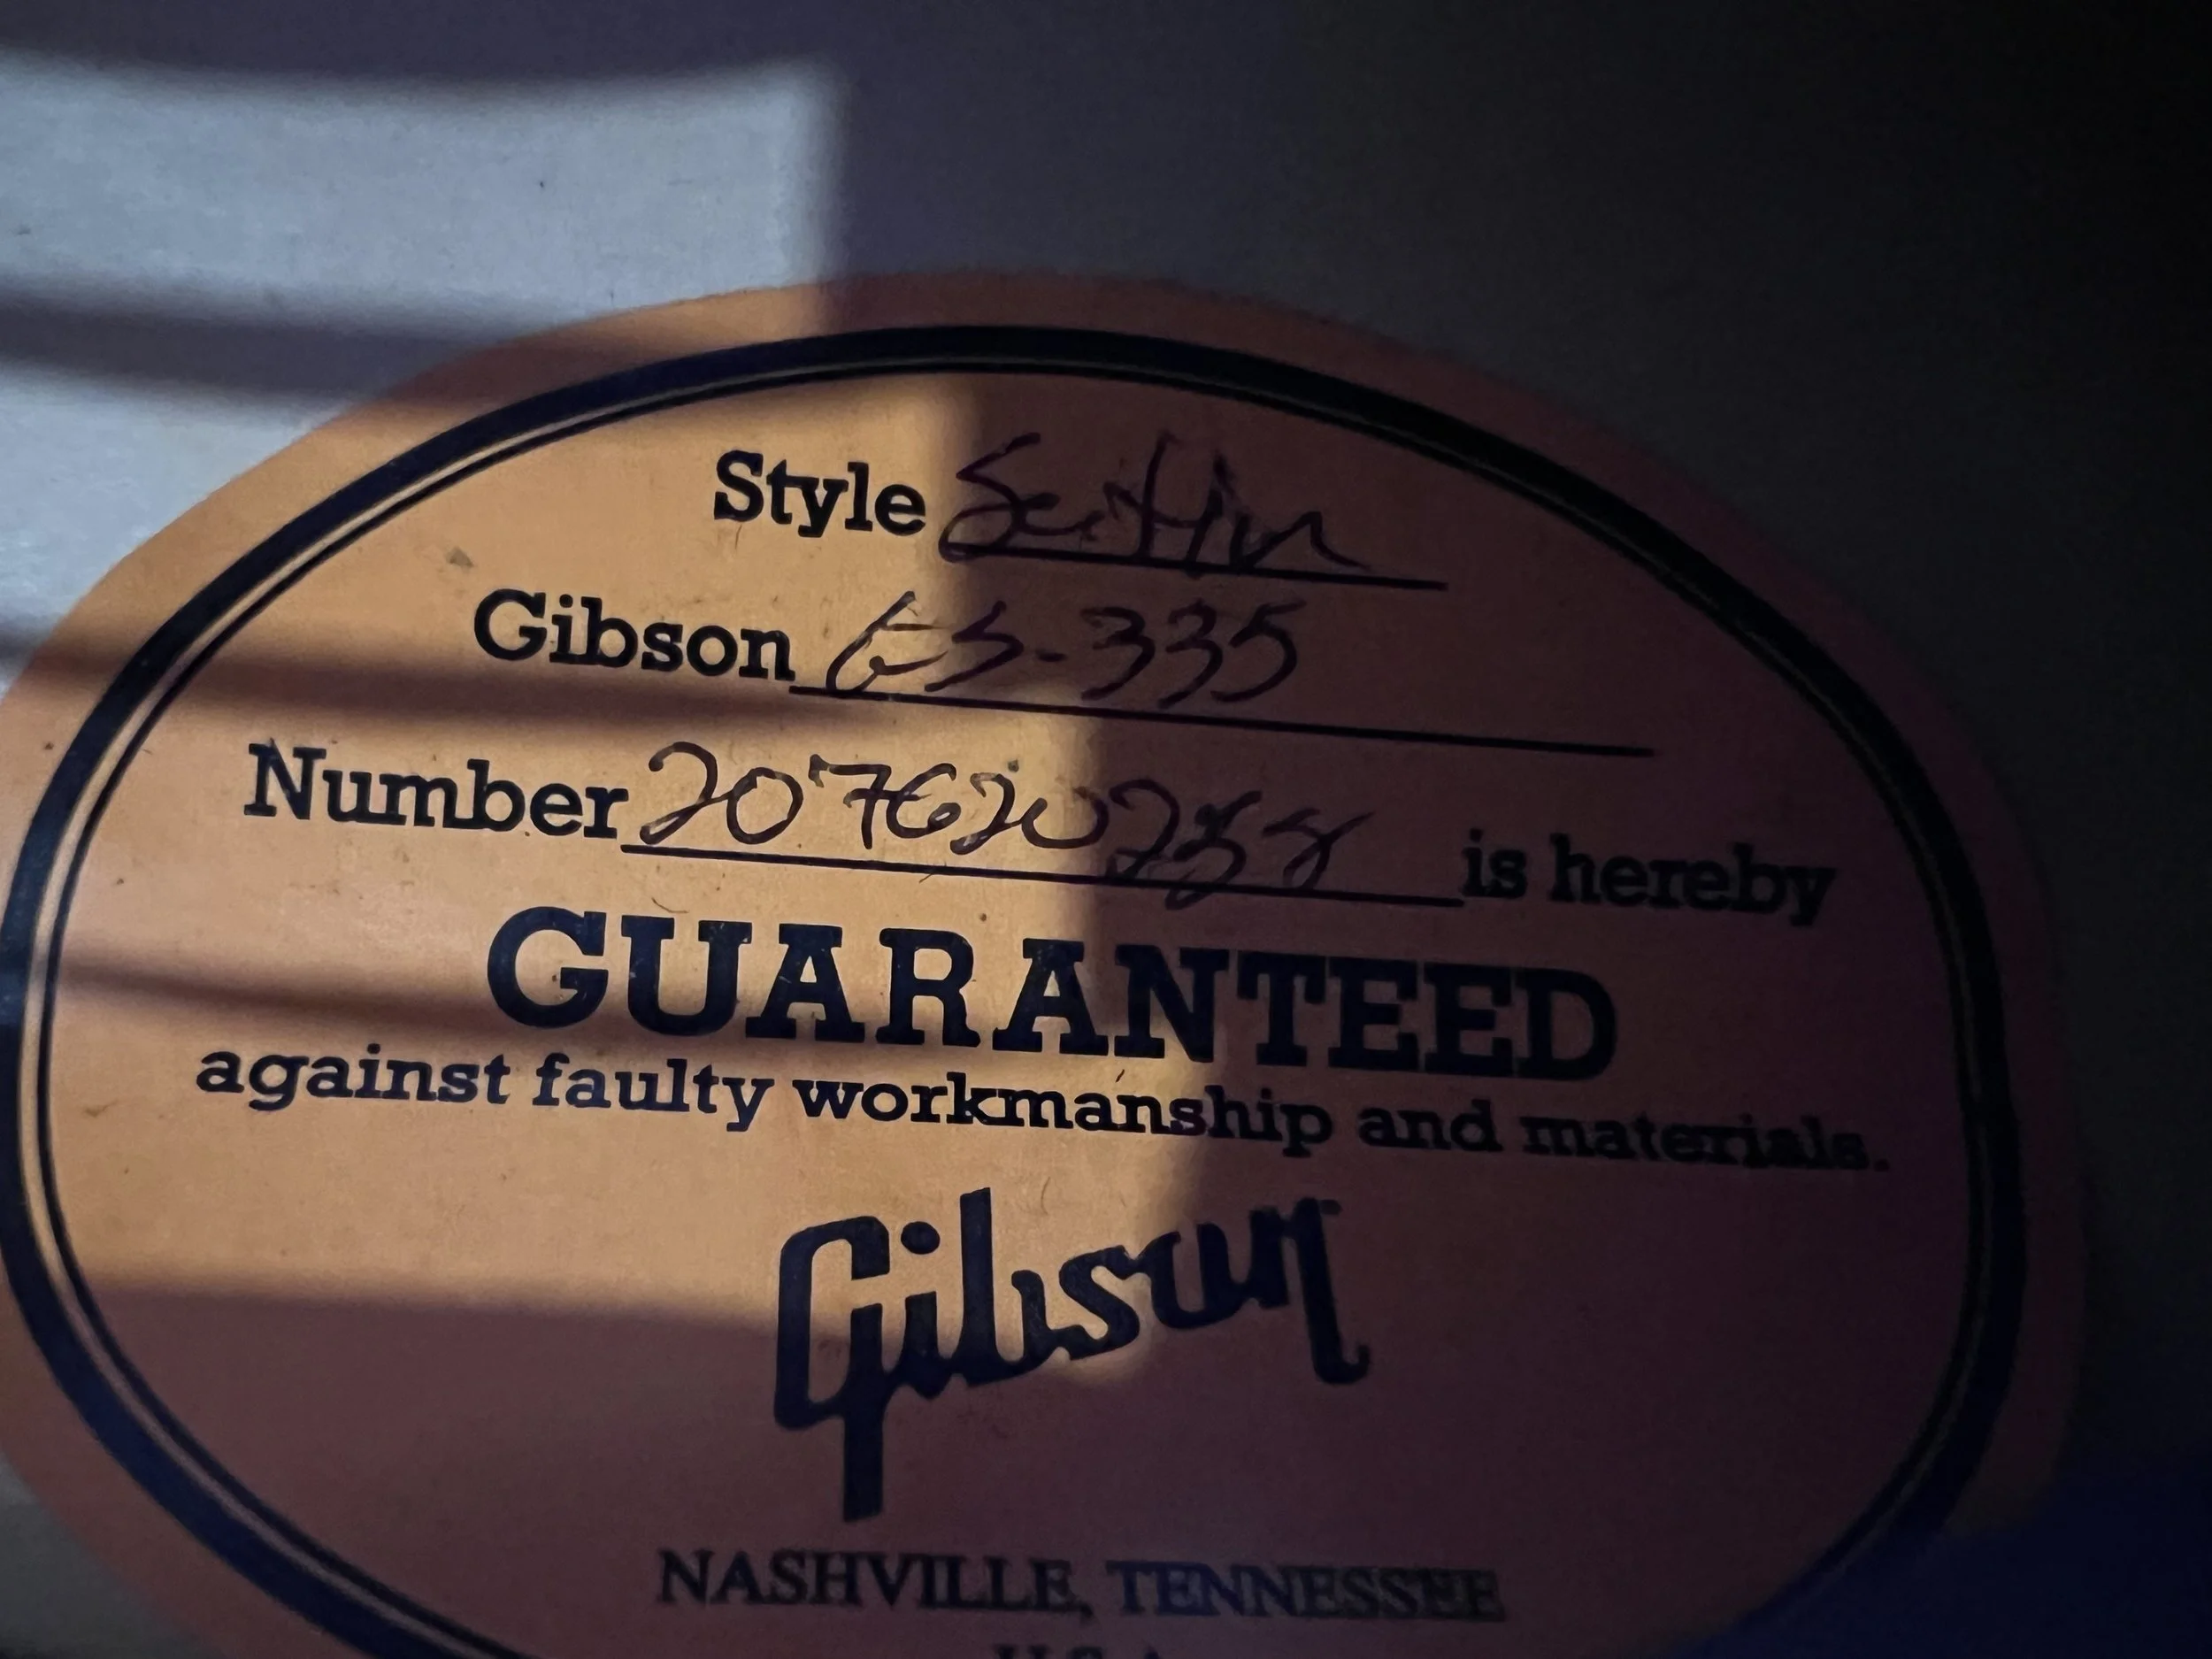 Style Satin
Gibson ES-335
Number 207620288 is hereby
GUARANTEED
against faulty workmanship and materials.
Gibson
NASHVILLE, TENNESSEE